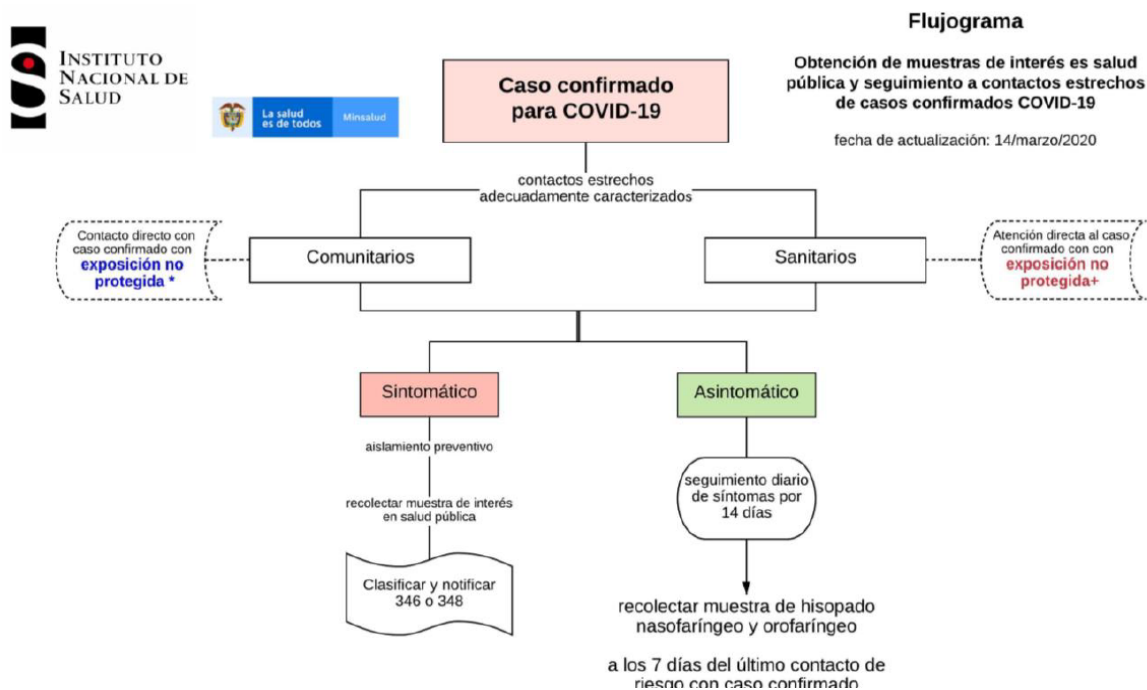 INSTITUTO
NACIONAL DE
SALUD
La salud
es de todos
Minsalud
Flujograma
Obtención de muestras de interés es salud
pública y seguimiento a contactos estrechos
de casos confirmados COVID-19
fecha de actualización: 14/marzo/2020
Caso confirmado
para COVID-19
contactos estrechos
adecuadamente caracterizados
Contacto directo con
caso confirmado con
exposición no
protegida *
Comunitarios
Sanitarios
Atención directa al caso
confirmado con con
exposición no
protegida+
Sintomático
Asintomático
aislamiento preventivo
recolectar muestra de interés
en salud pública
Clasificar y notificar
346 o 348
seguimiento diario
de síntomas por
14 días
recolectar muestra de hisopado
nasofaríngeo y orofaríngeo
a los 7 días del último contacto de
riesgo con caso confirmado